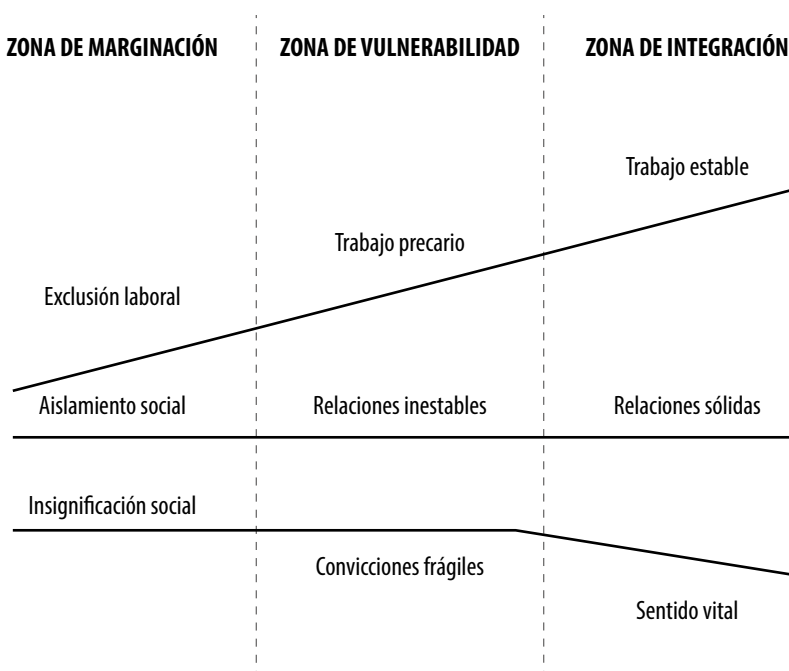 ZONA DE MARGINACIÓN
ZONA DE VULNERABILIDAD
ZONA DE INTEGRACIÓN
Trabajo estable
Trabajo precario
Exclusión laboral
Aislamiento social
Relaciones inestables
Relaciones sólidas
Insignificación social
Convicciones frágiles
Sentido vital